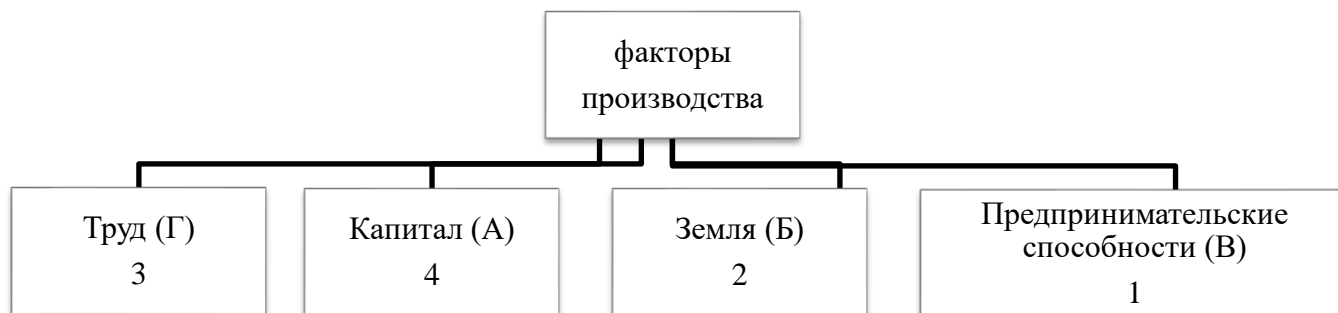 факторы
производства
Труд (Г)
3
Капитал (А)
4
Земля (Б)
2
Предпринимательские
способности (В)
1